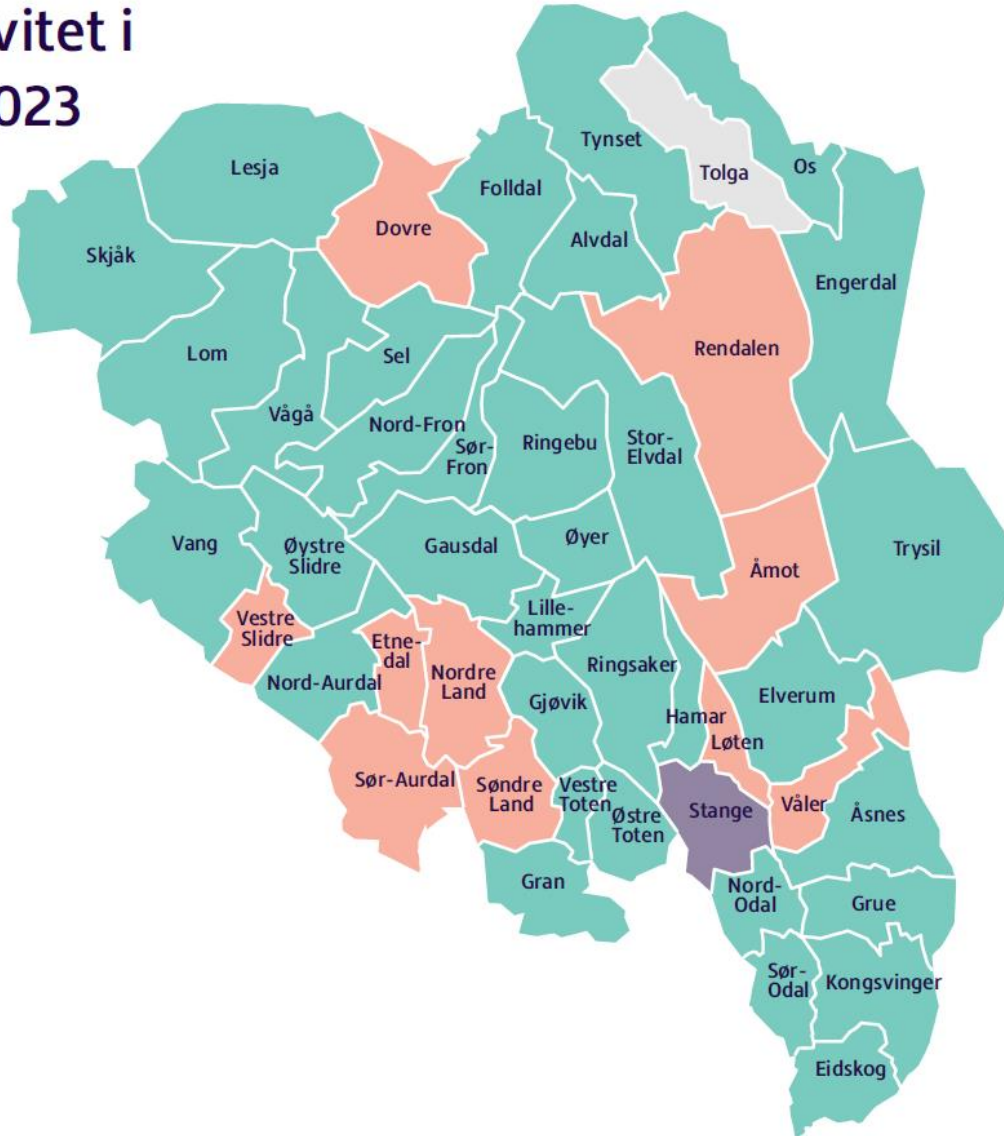 vitet i
023
Tynset
Lesja
Os
Tolga
Folldal
Dovre
Alvdal
Skjåk
Engerdal
Rendalen
Lom
Sel
Vågå
Nord-Fron
Sør-
Fron
Ringebu
Stor-
Elvdal
Øyer
Gausdal
Vang
Øystre
Slidre
Trysil
Åmot
Lille-
hammer
Vestre
Slidre
Etne-
dal
Nordre
Land
Ringsaker
Nord-Aurdal
Elverum
Gjøvik
Hamar
Løten
Sør-Aurdal
Søndre
Land
Vestre
Toten
Østre
Toten
Stange
Våler
Åsnes
Gran
Nord-
Odal
Grue
Sør-
Odal
Kongsvinger
Eidskog